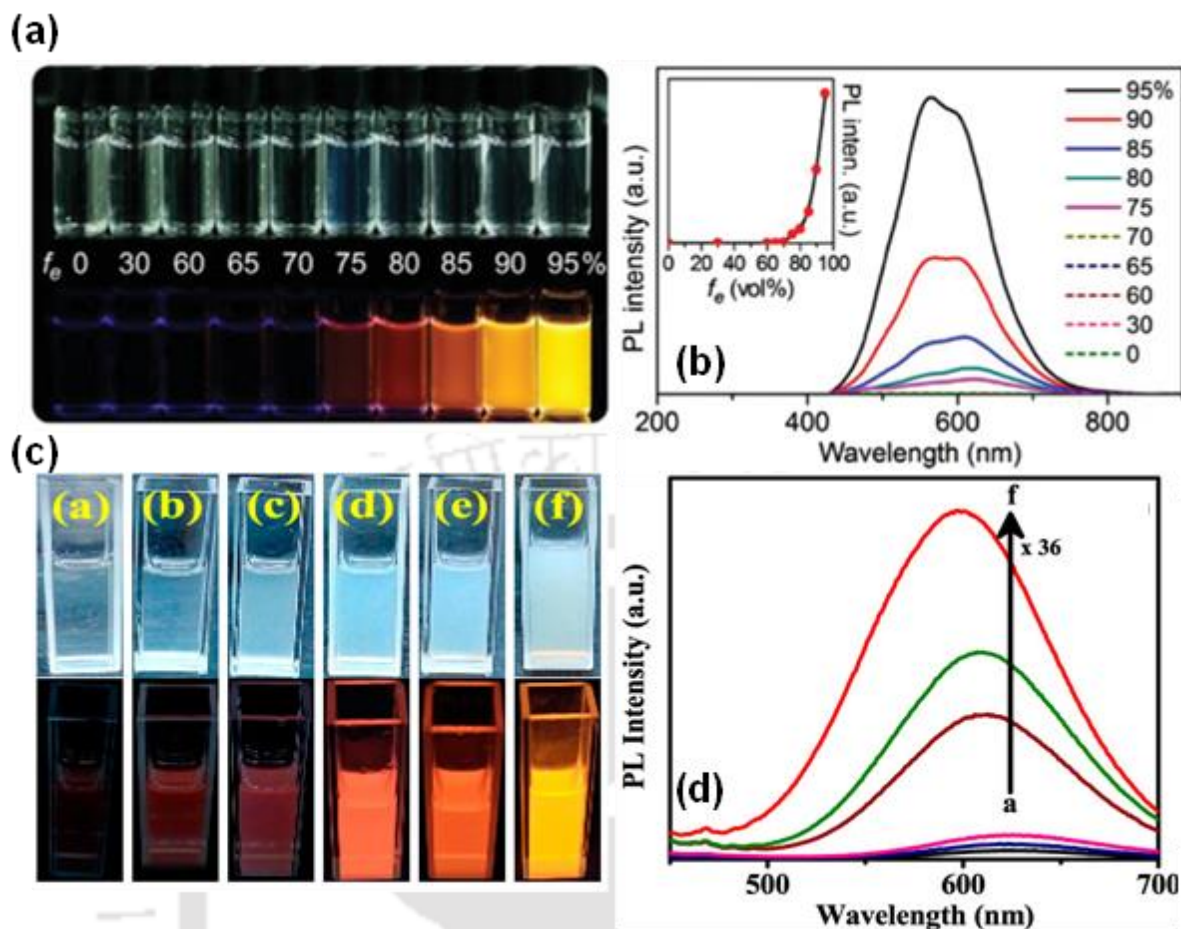 (a)
fe 0 30 60 65 70 75 80 85 90 95%
PL intensity (a.u.)
PL inten. (a.u.)
0 20 40 60 80 100
fe (vol%)
95%
90
85
80
75
70
65
60
30
0
(b)
200 400 600 800
Wavelength (nm)
(c)
(a) (b) (c) (d) (e) (f)
PL Intensity (a.u.)
f
x 36
a
(d)
500 600 700
Wavelength (nm)